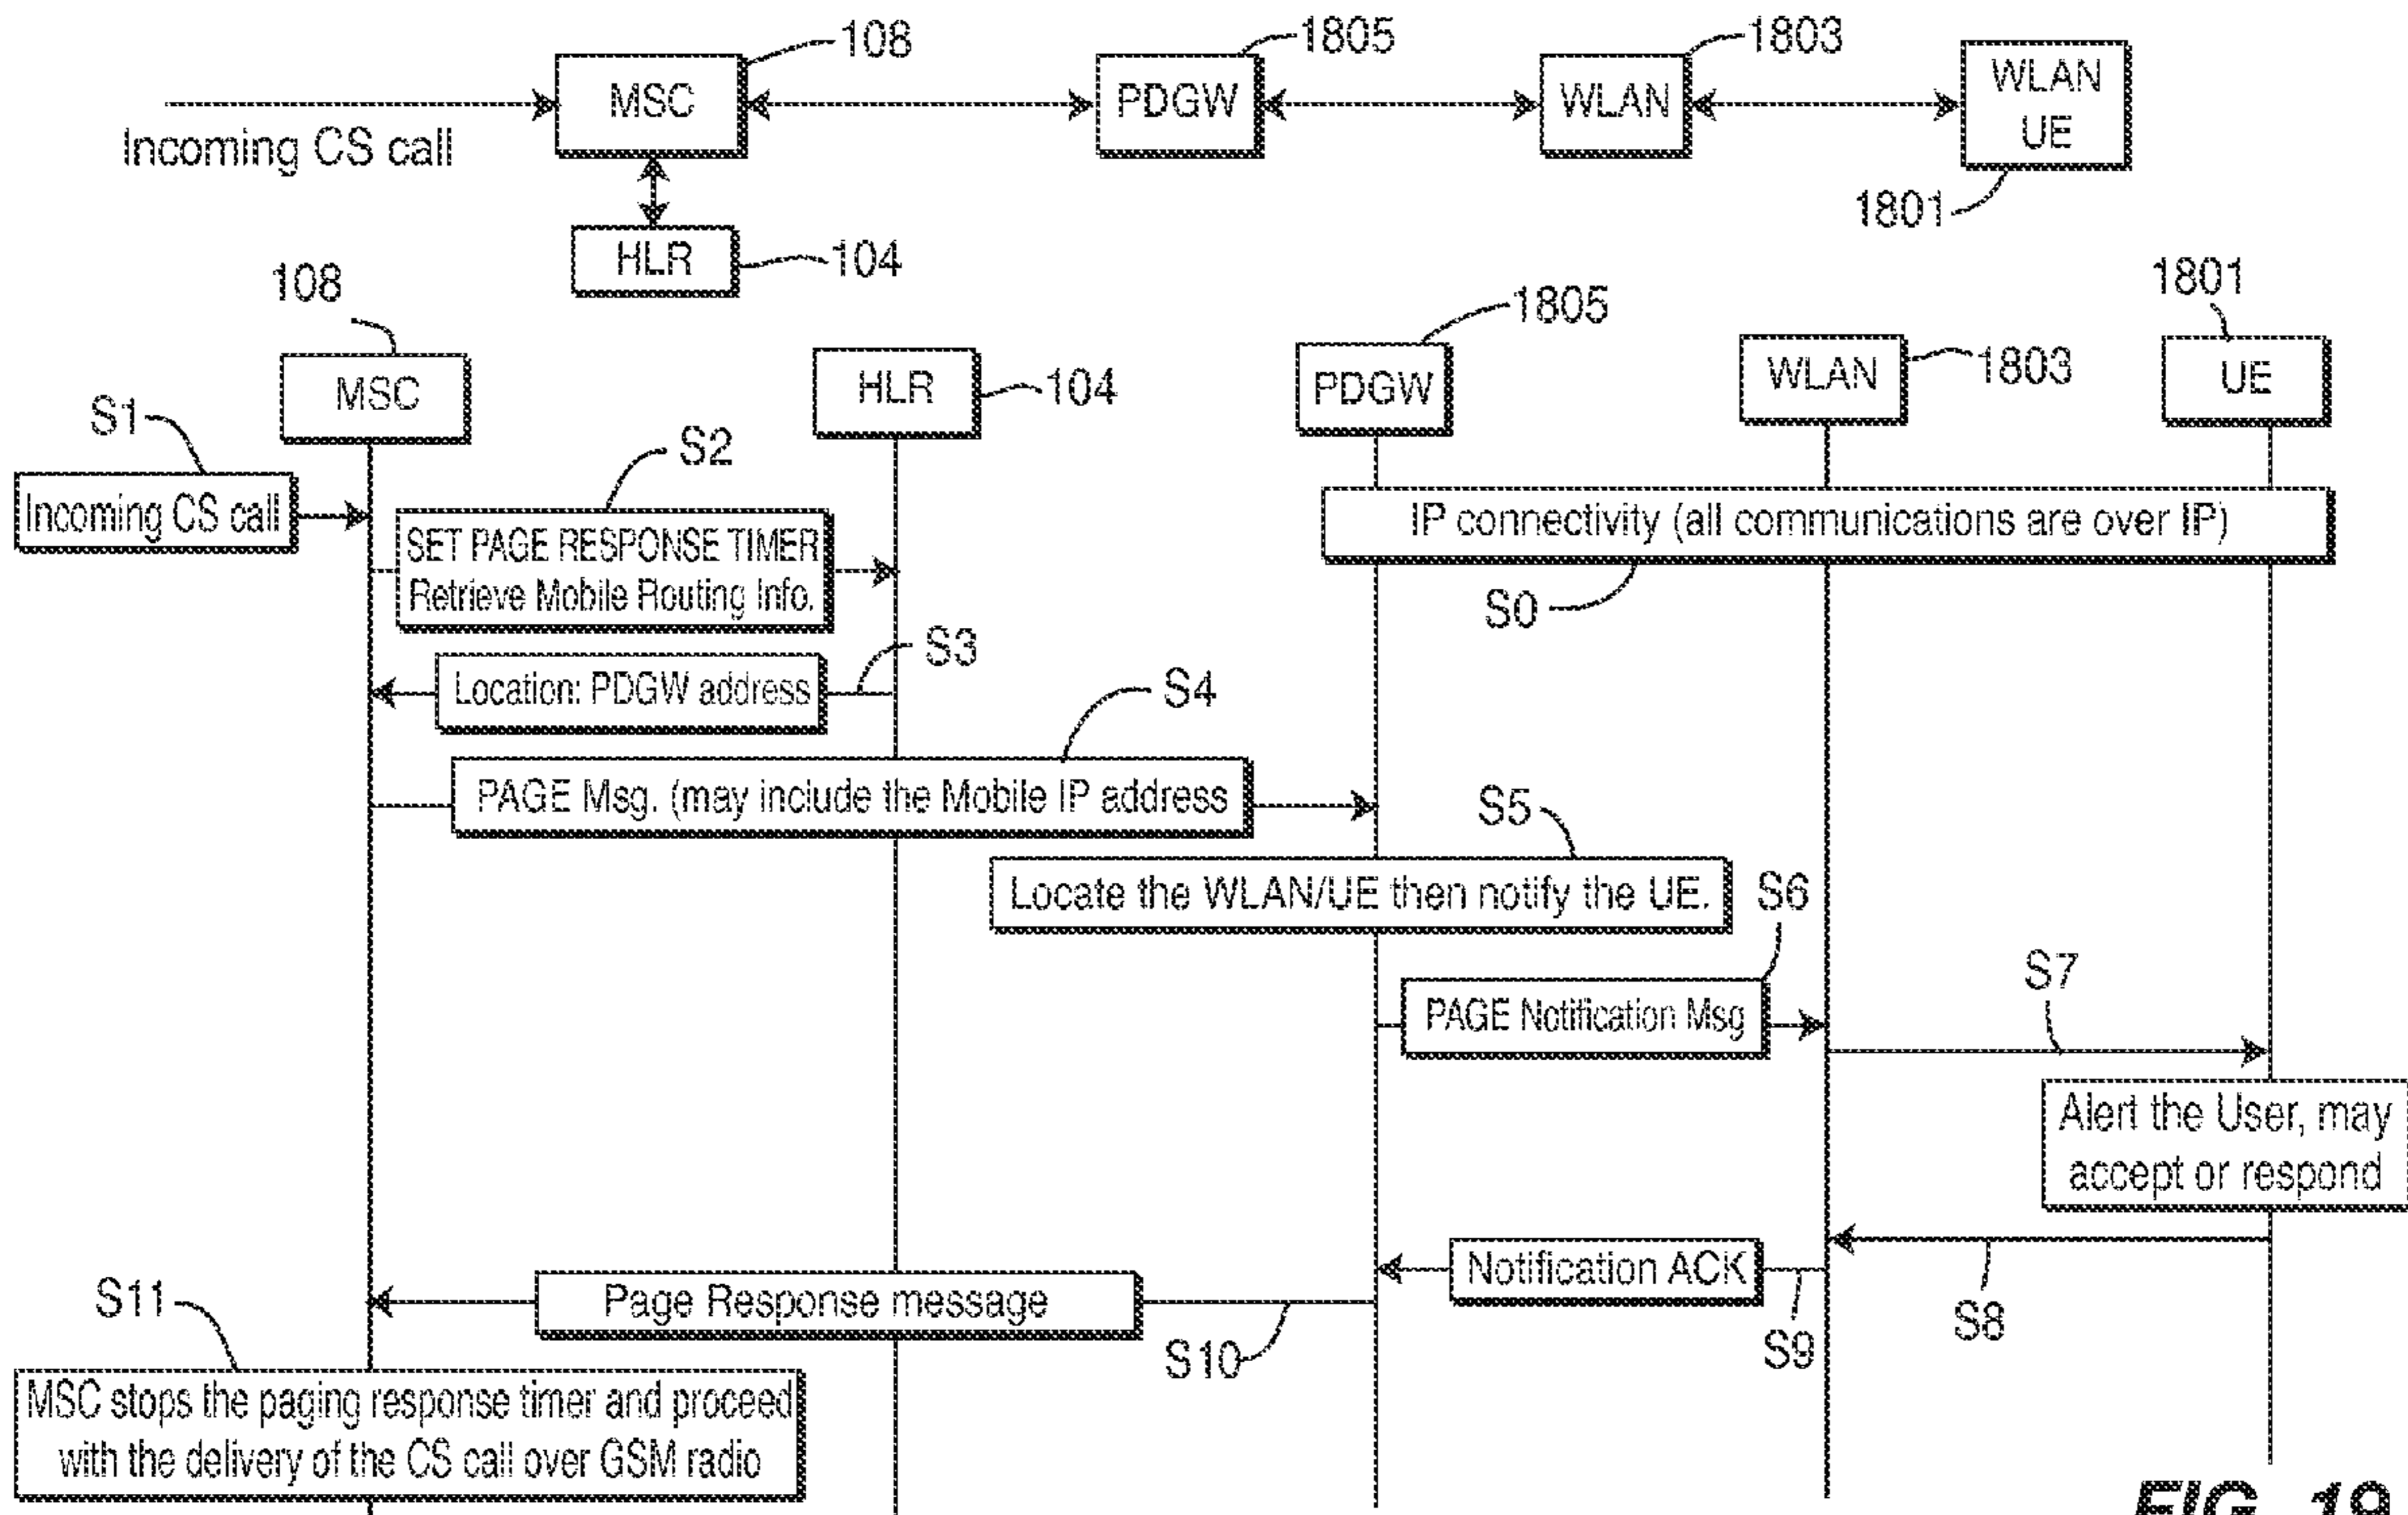 108
1805
1803
MSC
PDGW
WLAN
WLAN
UE
Incoming CS call
1801
HLR
104
108
1805
1801
MSC
HLR
104
PDGW
WLAN
1803
UE
S1
S2
Incoming CS call
SET PAGE RESPONSE TIMER
Retrieve Mobile Routing Info.
IP connectivity (all communications are over IP)
S0
S3
Location: PDGW address
S4
PAGE Msg. (may include the Mobile IP address
S5
Locate the WLAN/UE then notify the UE.
S6
PAGE Notification Msg
S7
Alert the User, may
accept or respond
S8
Notification ACK
S9
Page Response message
S10
S11
MSC stops the paging response timer and proceed
with the delivery of the CS call over GSM radio
FIG. 19